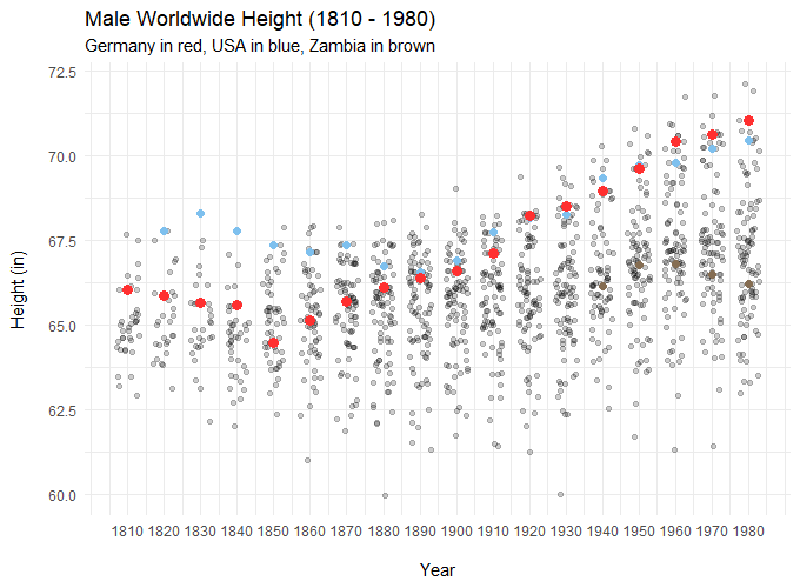 Male Worldwide Height (1810 - 1980)
Germany in red, USA in blue, Zambia in brown
72.5
70.0
67.5
65.0
62.5
60.0
Height (in)
1810 1820 1830 1840 1850 1860 1870 1880 1890 1900 1910 1920 1930 1940 1950 1960 1970 1980
Year